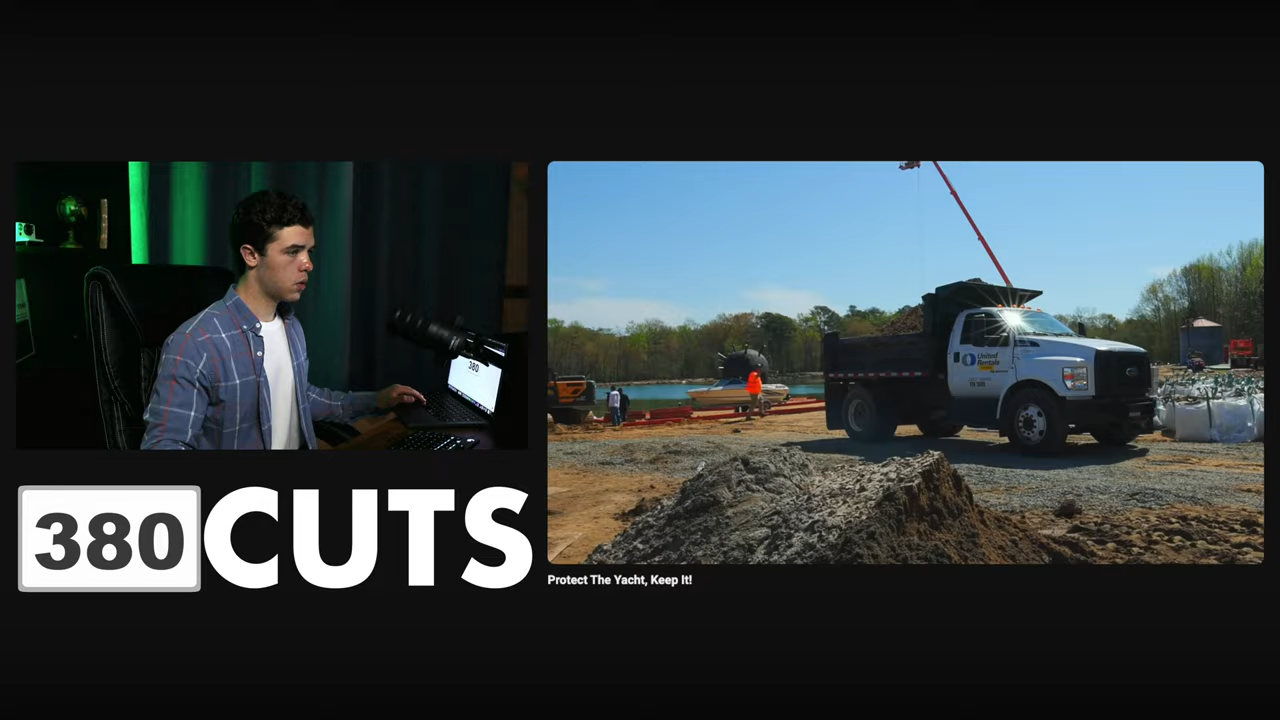 380
380
CUTS
United
Rentals
Protect The Yacht, Keep It!